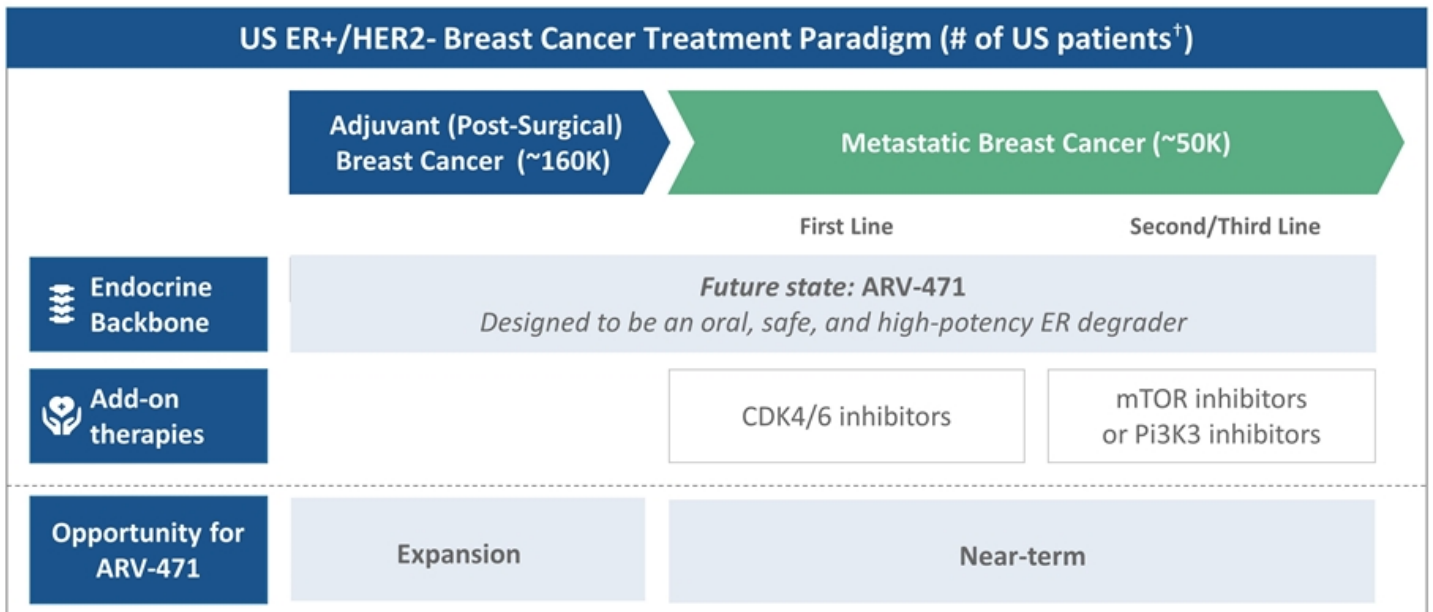 US ER+/HER2- Breast Cancer Treatment Paradigm (# of US patients†)
Adjuvant (Post-Surgical)
Breast Cancer (~160K)
Metastatic Breast Cancer (~50K)
First Line
Second/Third Line
Endocrine
Backbone
Future state: ARV-471
Designed to be an oral, safe, and high-potency ER degrader
Add-on
therapies
CDK4/6 inhibitors
mTOR inhibitors
or Pi3K3 inhibitors
Opportunity for
ARV-471
Expansion
Near-term